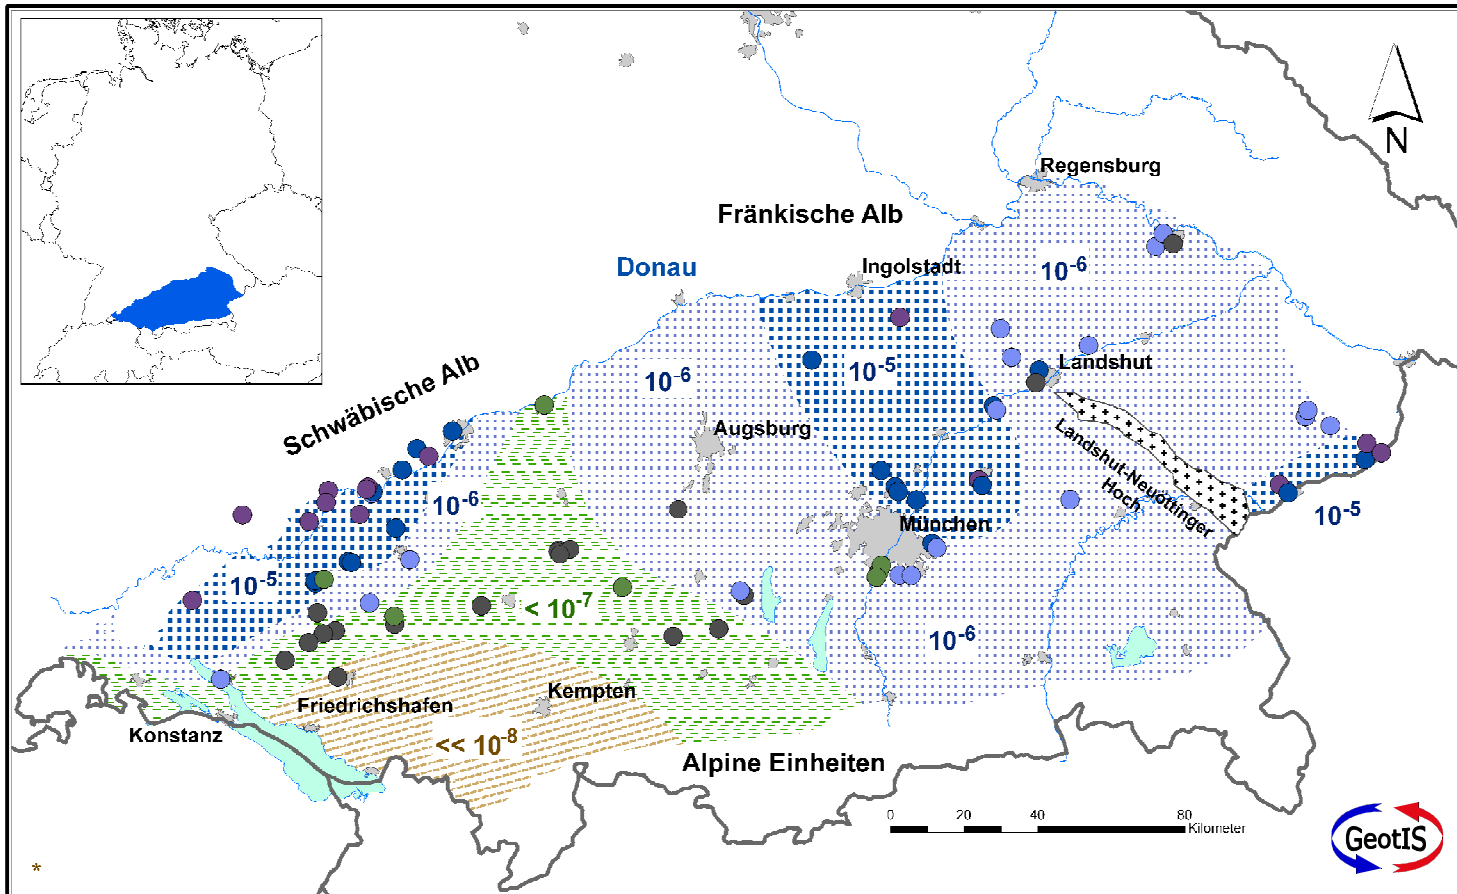 N
Regensburg
Fränkische Alb
Donau
Ingolstadt
10⁻⁶
Schwäbische Alb
10⁻⁶
10⁻⁵
Landshut
Augsburg
Landshut-Neuöttinger
Hoch
10⁻⁶
10⁻⁵
München
10⁻⁵
< 10⁻⁷
10⁻⁶
Kempten
Friedrichshafen
Konstanz
<< 10⁻⁸
Alpine Einheiten
0 20 40 80
Kilometer
GeotIS
*